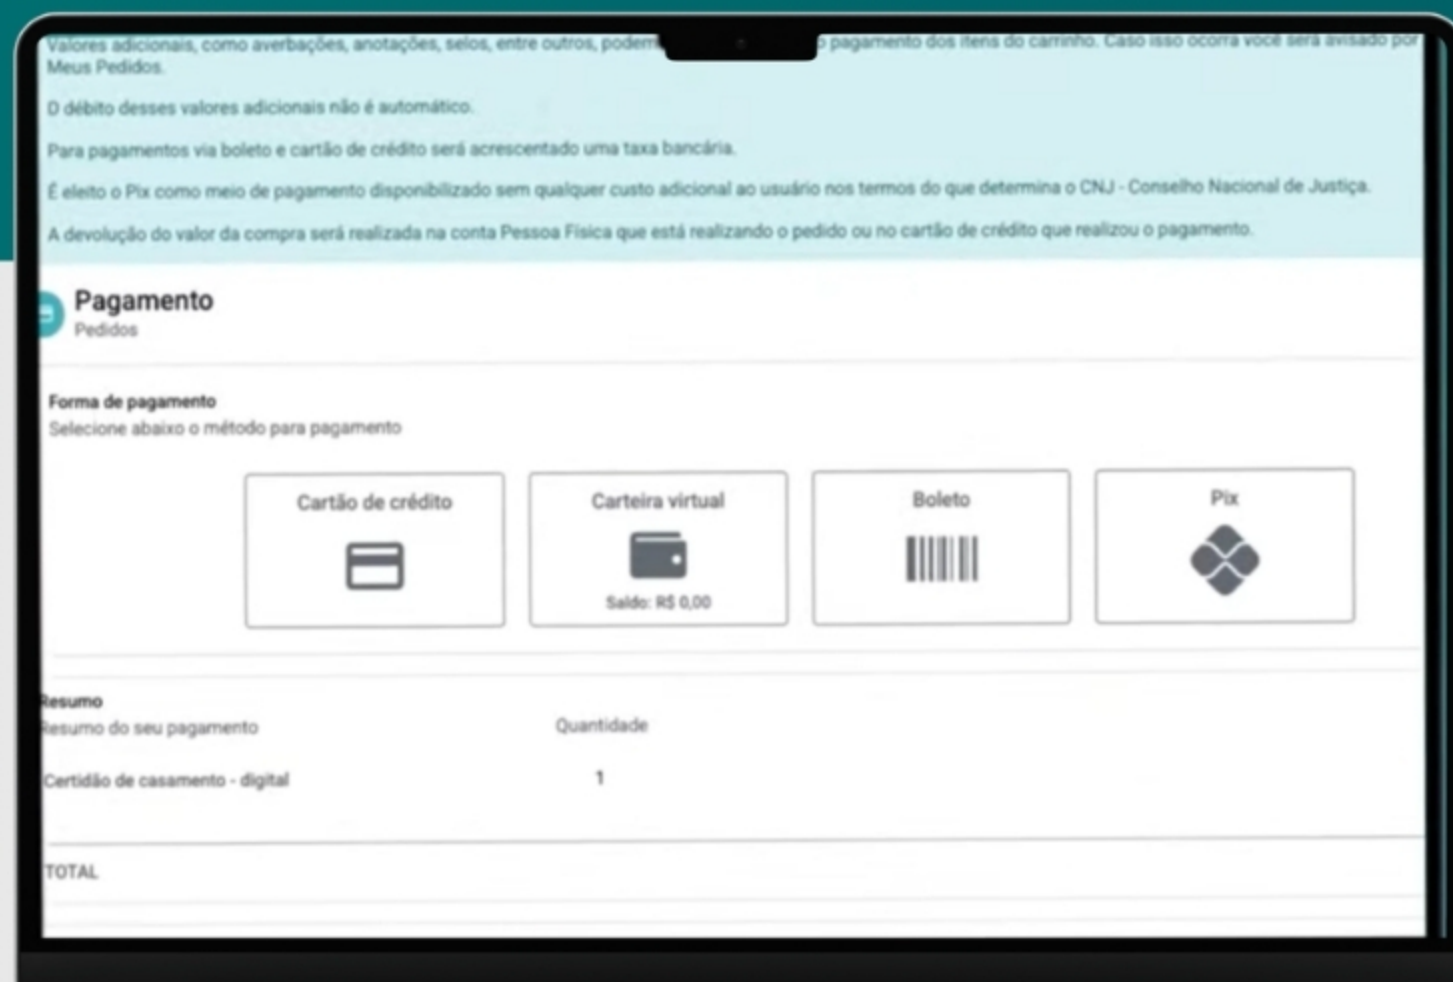 Valores adicionais, como averbações, anotações, selos, entre outros, podem o pagamento dos itens do carrinho. Caso isso ocorra você será avisado por
Meus Pedidos.
O débito desses valores adicionais não é automático.
Para pagamentos via boleto e cartão de crédito será acrescentado uma taxa bancária.
É eleito o Pix como meio de pagamento disponibilizado sem qualquer custo adicional ao usuário nos termos do que determina o CNJ - Conselho Nacional de Justiça.
A devolução do valor da compra será realizada na conta Pessoa Física que está realizando o pedido ou no cartão de crédito que realizou o pagamento.
Pagamento
Pedidos
Forma de pagamento
Selecione abaixo o método para pagamento
Cartão de crédito
Carteira virtual
Saldo: R$ 0,00
Boleto
Pix
Resumo
Resumo do seu pagamento Quantidade
Certidão de casamento - digital 1
TOTAL